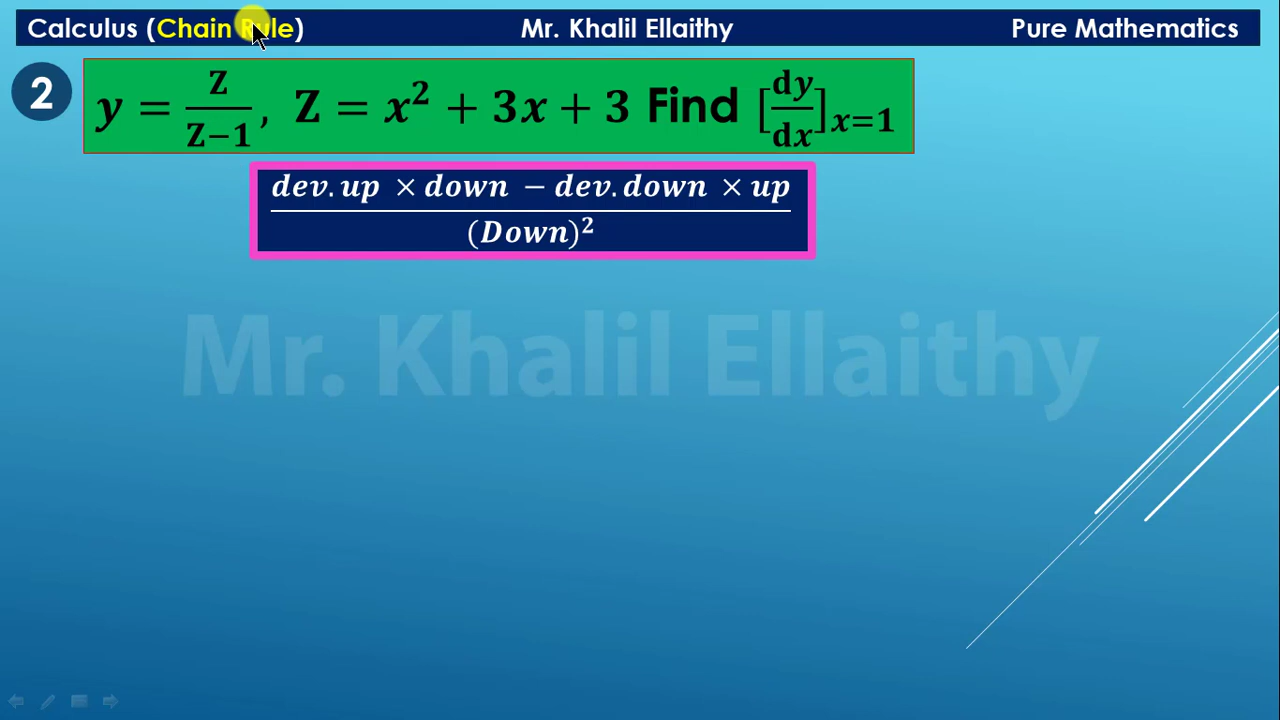 Calculus (Chain Rule) Mr. Khalil Ellaithy Pure Mathematics
2 y = Z/(Z−1), Z = x² + 3x + 3 Find [dy/dx]x=1
dev.up × down − dev.down × up
(Down)²
Mr. Khalil Ellaithy